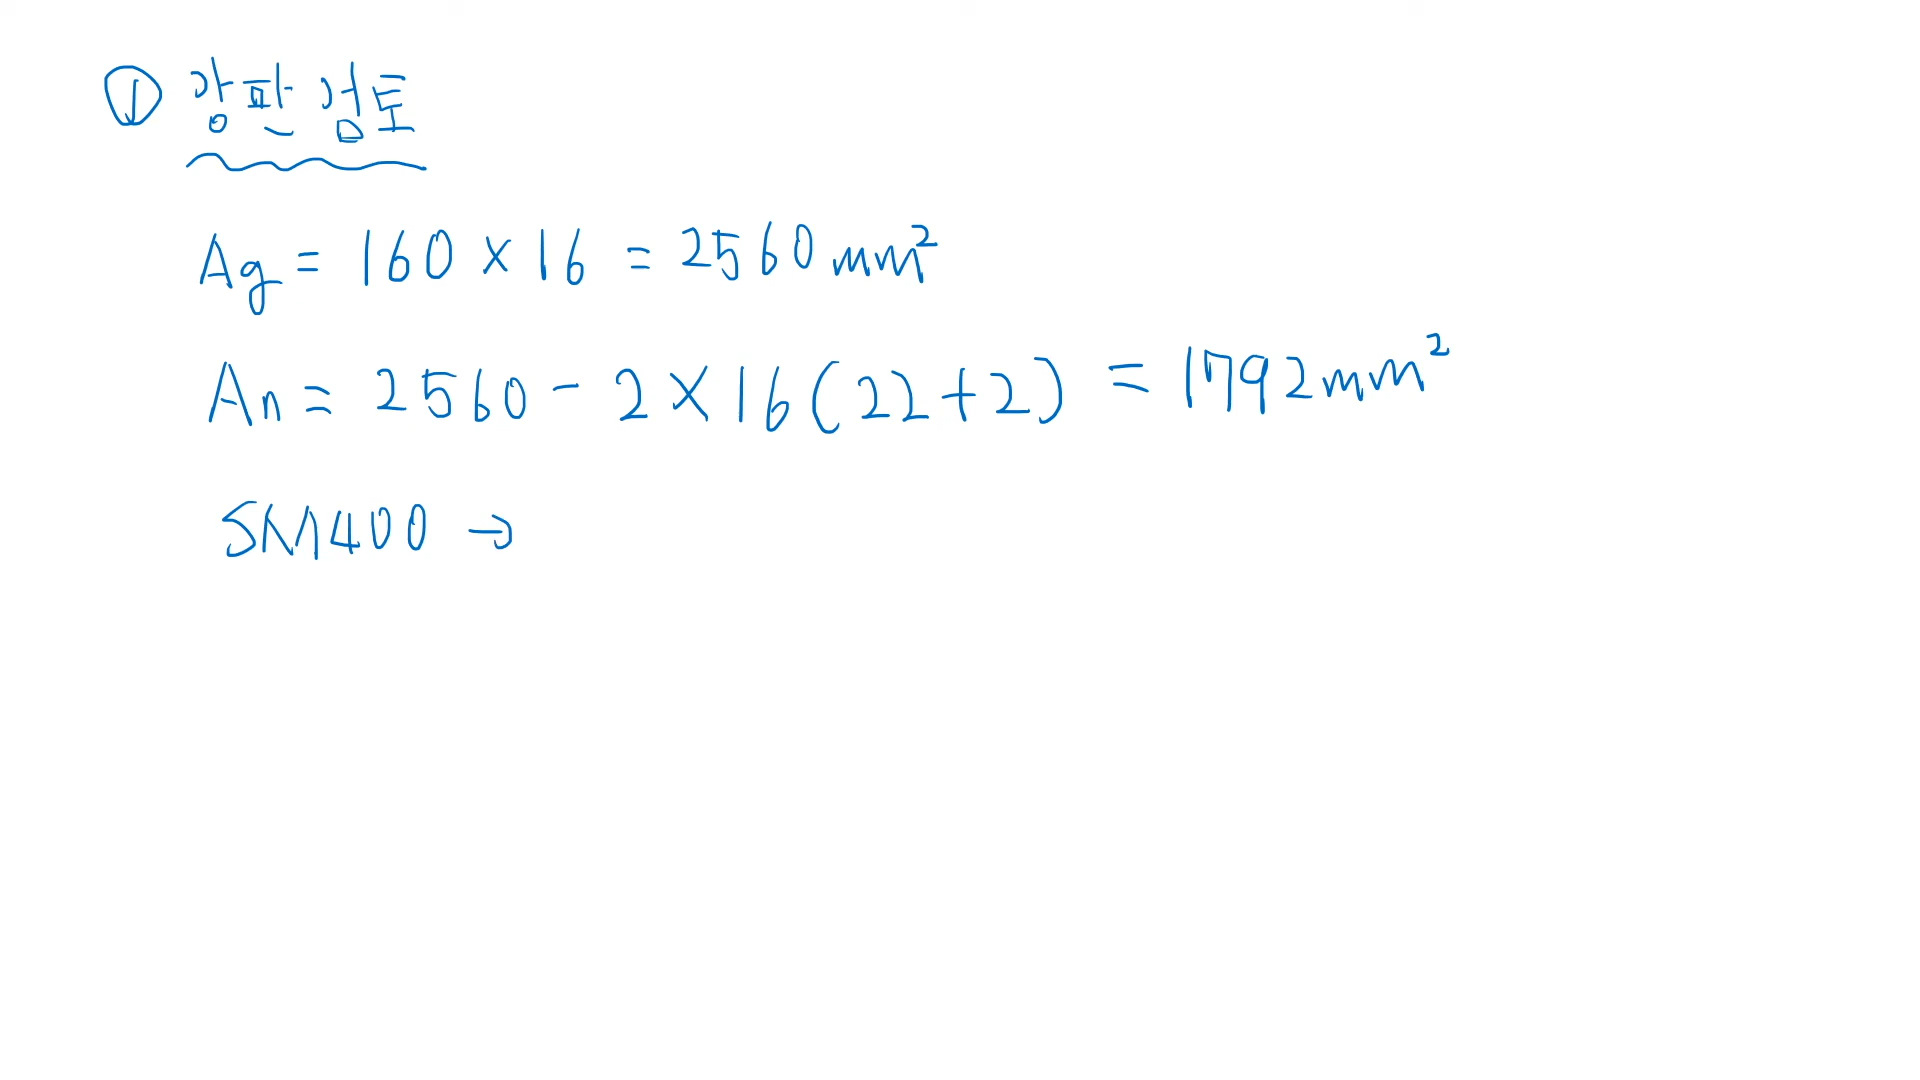 ① 강판 검토
Ag = 160 × 16 = 2560 mm²
An = 2560 - 2 × 16 (22+2) = 1792 mm²
SM400 →